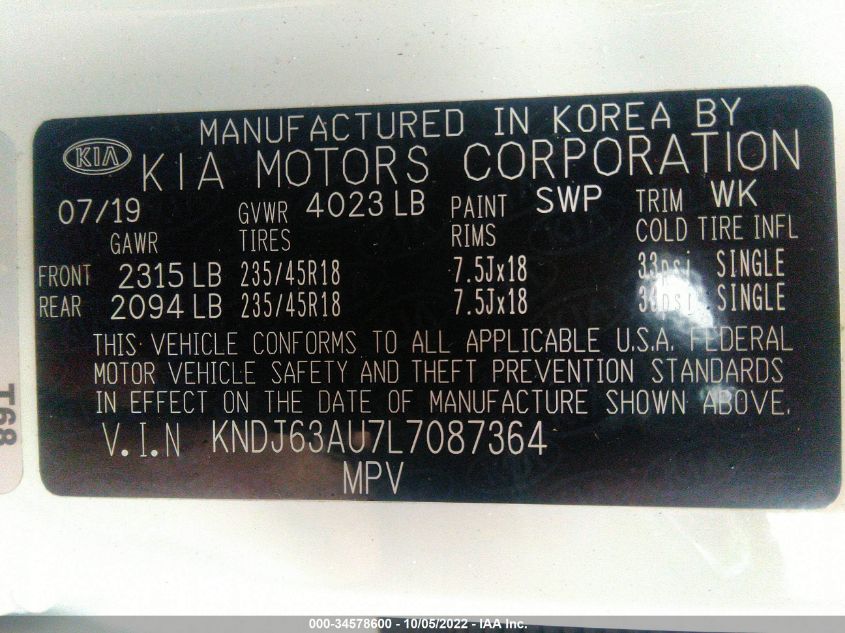 MANUFACTURED IN KOREA BY
KIA KIA MOTORS CORPORATION
07/19 GVWR 4023 LB PAINT SWP TRIM WK
GAWR TIRES RIMS COLD TIRE INFL
FRONT 2315 LB 235/45R18 7.5Jx18 33psi SINGLE
REAR 2094 LB 235/45R18 7.5Jx18 SINGLE
THIS VEHICLE CONFORMS TO ALL APPLICABLE U.S.A. FEDERAL
MOTOR VEHICLE SAFETY AND THEFT PREVENTION STANDARDS
IN EFFECT ON THE DATE OF MANUFACTURE SHOWN ABOVE.
V.I.N KNDJ63AU7L7087364
MPV
T68
000-34578600 - 10/05/2022 - IAA Inc.